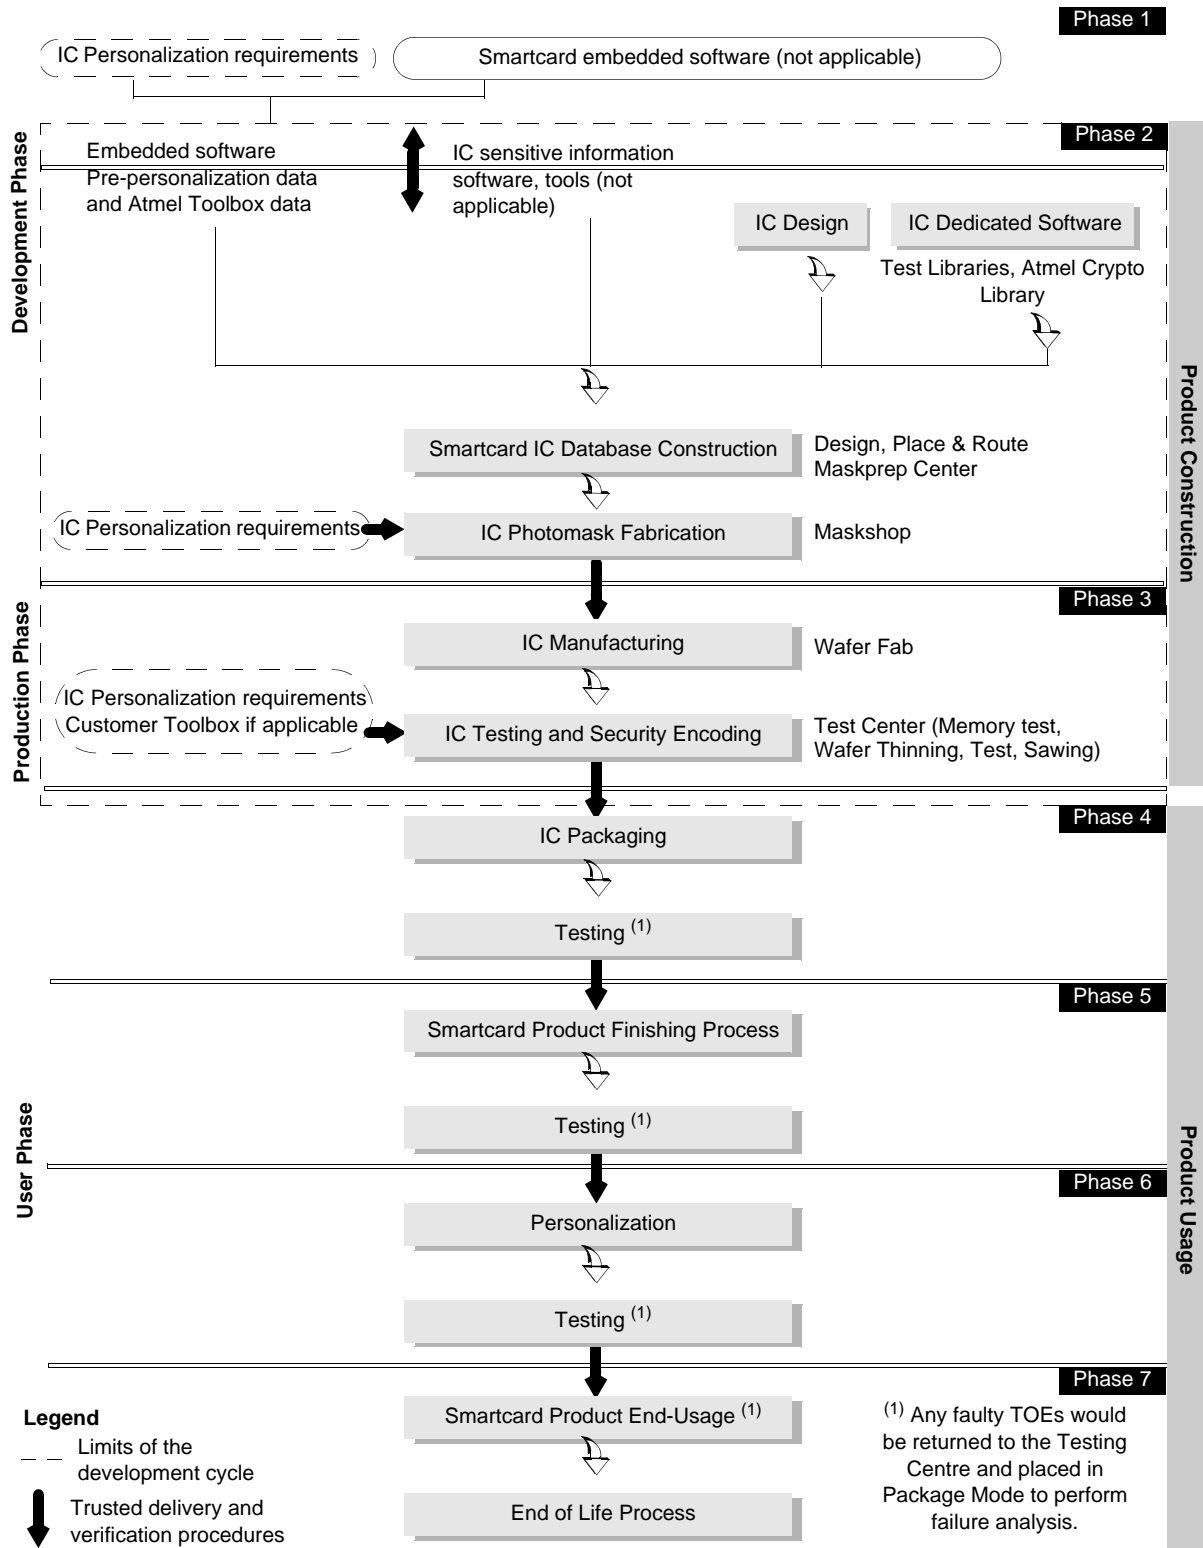 Phase 1
IC Personalization requirements
Smartcard embedded software (not applicable)
Development Phase
Phase 2
Embedded software
Pre-personalization data
and Atmel Toolbox data
IC sensitive information
software, tools (not
applicable)
IC Design
IC Dedicated Software
Test Libraries, Atmel Crypto
Library
Product Construction
Smartcard IC Database Construction
Design, Place & Route
Maskprep Center
IC Personalization requirements
IC Photomask Fabrication
Maskshop
Production Phase
Phase 3
IC Manufacturing
Wafer Fab
IC Personalization requirements
Customer Toolbox if applicable
IC Testing and Security Encoding
Test Center (Memory test,
Wafer Thinning, Test, Sawing)
Phase 4
IC Packaging
Testing (1)
User Phase
Product Usage
Phase 5
Smartcard Product Finishing Process
Testing (1)
Phase 6
Personalization
Testing (1)
Phase 7
Smartcard Product End-Usage (1)
End of Life Process
Legend
Limits of the
development cycle
Trusted delivery and
verification procedures
(1) Any faulty TOEs would
be returned to the Testing
Centre and placed in
Package Mode to perform
failure analysis.